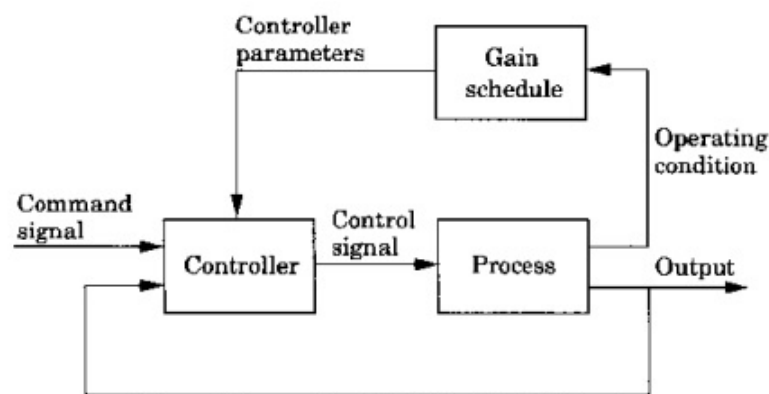 Controller
parameters
Gain
schedule
Operating
condition
Command
signal
Control
signal
Controller
Process
Output